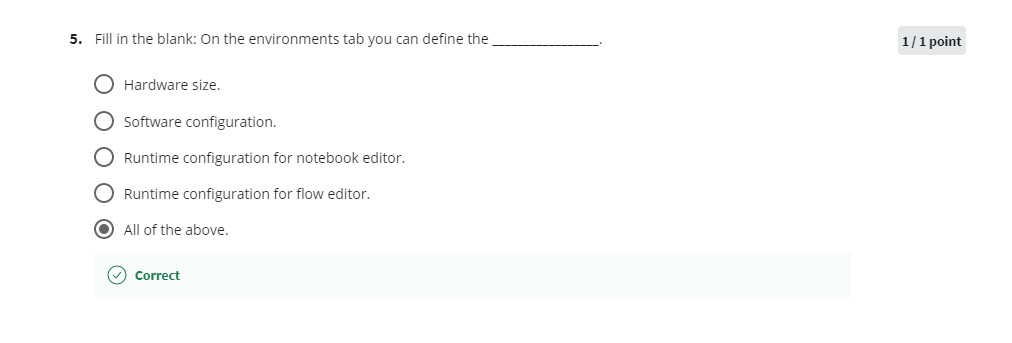 5. Fill in the blank: On the environments tab you can define the _________________.
1 / 1 point
Hardware size.
Software configuration.
Runtime configuration for notebook editor.
Runtime configuration for flow editor.
All of the above.
Correct